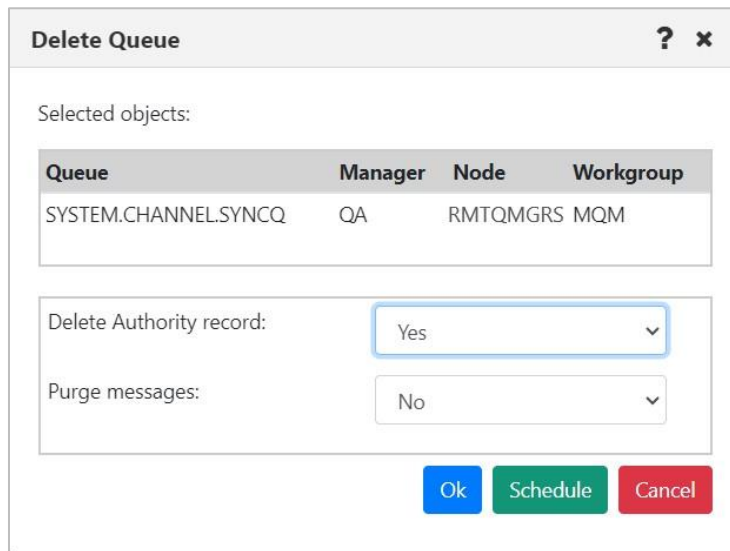 Delete Queue ? ×
Selected objects:
Queue Manager Node Workgroup
SYSTEM.CHANNEL.SYNCQ QA RMTQMGRS MQM
Delete Authority record: Yes
Purge messages: No
Ok Schedule Cancel